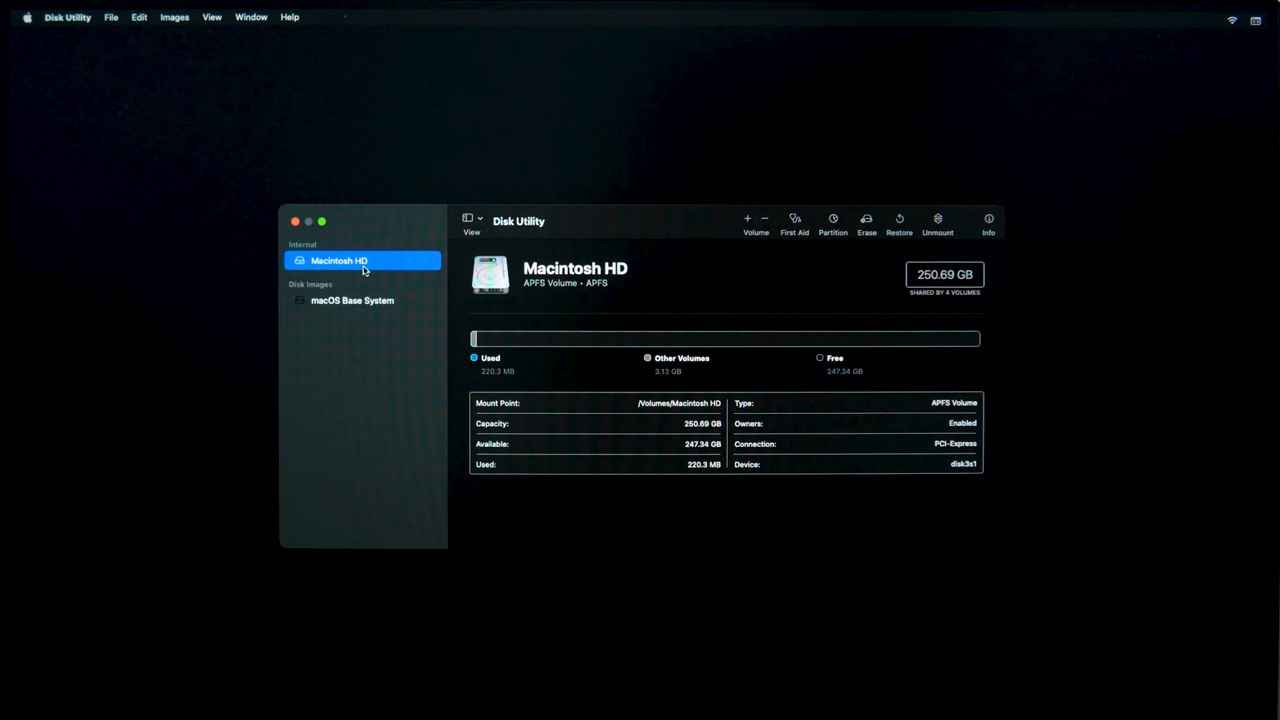 Disk Utility File Edit Images View Window Help
View
Disk Utility
Volume First Aid Partition Erase Restore Unmount Info
Internal
Macintosh HD
Disk Images
macOS Base System
Macintosh HD
APFS Volume • APFS
250.69 GB
SHARED BY 4 VOLUMES
Used
220.3 MB
Other Volumes
3.13 GB
Free
247.34 GB
Mount Point: /Volumes/Macintosh HD
Capacity: 250.69 GB
Available: 247.34 GB
Used: 220.3 MB
Type: APFS Volume
Owners: Enabled
Connection: PCI-Express
Device: disk3s1